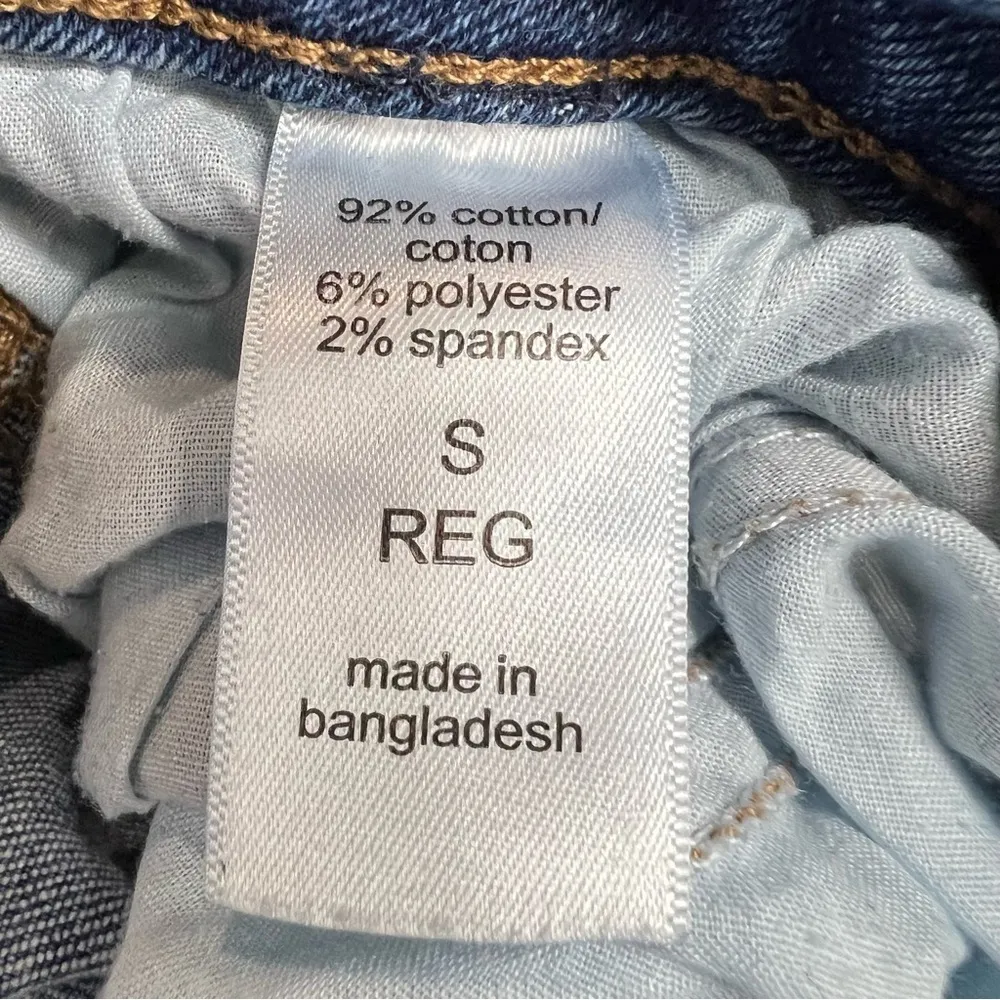 92% cotton/
coton
6% polyester
2% spandex
S
REG
made in
bangladesh